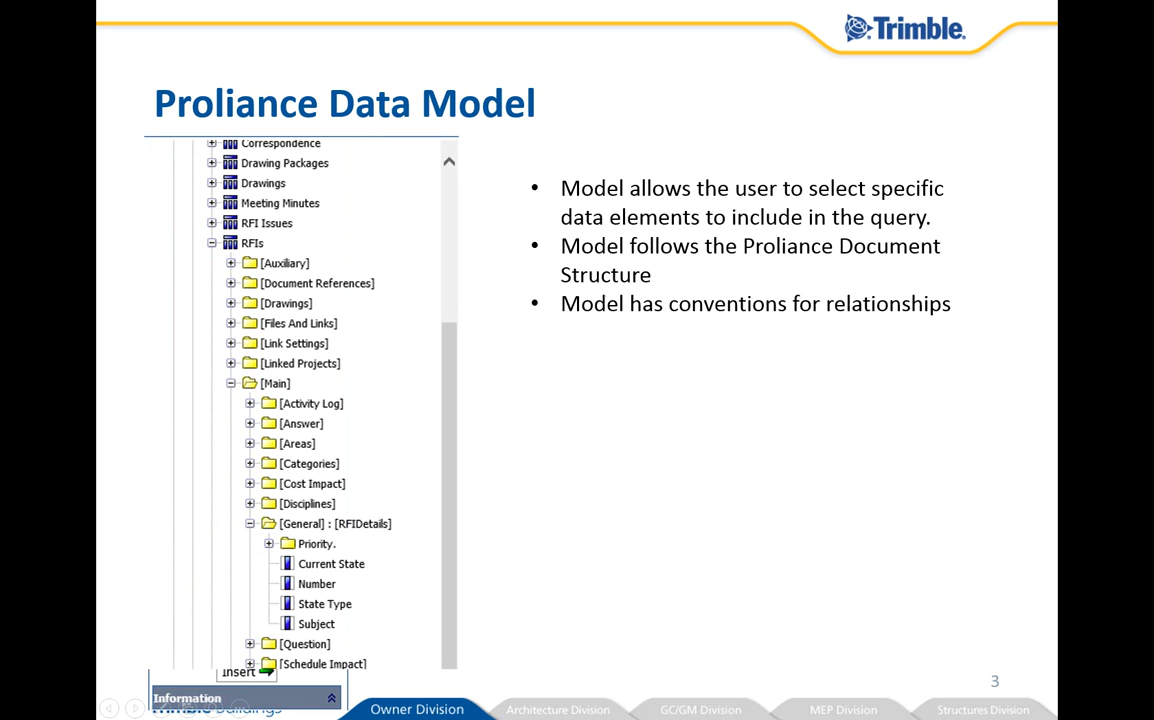 Trimble.
Proliance Data Model
Correspondence
Drawing Packages
Drawings
Meeting Minutes
RFI Issues
RFIs
[Auxiliary]
[Document References]
[Drawings]
[Files And Links]
[Link Settings]
[Linked Projects]
[Main]
[Activity Log]
[Answer]
[Areas]
[Categories]
[Cost Impact]
[Disciplines]
[General] : [RFIDetails]
Priority.
Current State
Number
State Type
Subject
[Question]
[Schedule Impact]
Insert
Information
• Model allows the user to select specific
data elements to include in the query.
• Model follows the Proliance Document
Structure
• Model has conventions for relationships
3
Trimble Buildings
Owner Division
Architecture Division
GC/GM Division
MEP Division
Structures Division